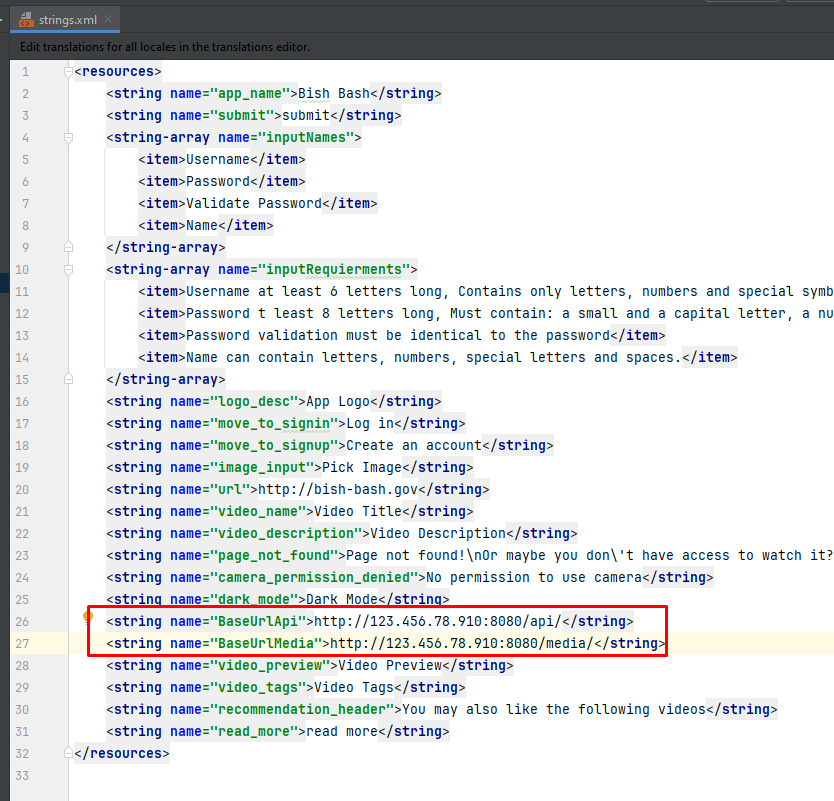 strings.xml
Edit translations for all locales in the translations editor.
1 <resources>
2 <string name="app_name">Bish Bash</string>
3 <string name="submit">submit</string>
4 <string-array name="inputNames">
5 <item>Username</item>
6 <item>Password</item>
7 <item>Validate Password</item>
8 <item>Name</item>
9 </string-array>
10 <string-array name="inputRequierments">
11 <item>Username at least 6 letters long, Contains only letters, numbers and special symb
12 <item>Password t least 8 letters long, Must contain: a small and a capital letter, a nu
13 <item>Password validation must be identical to the password</item>
14 <item>Name can contain letters, numbers, special letters and spaces.</item>
15 </string-array>
16 <string name="logo_desc">App Logo</string>
17 <string name="move_to_signin">Log in</string>
18 <string name="move_to_signup">Create an account</string>
19 <string name="image_input">Pick Image</string>
20 <string name="url">http://bish-bash.gov</string>
21 <string name="video_name">Video Title</string>
22 <string name="video_description">Video Description</string>
23 <string name="page_not_found">Page not found!\nOr maybe you don\'t have access to watch it?
24 <string name="camera_permission_denied">No permission to use camera</string>
25 <string name="dark_mode">Dark Mode</string>
26 <string name="BaseUrlApi">http://123.456.78.910:8080/api/</string>
27 <string name="BaseUrlMedia">http://123.456.78.910:8080/media/</string>
28 <string name="video_preview">Video Preview</string>
29 <string name="video_tags">Video Tags</string>
30 <string name="recommendation_header">You may also like the following videos</string>
31 <string name="read_more">read more</string>
32 </resources>
33